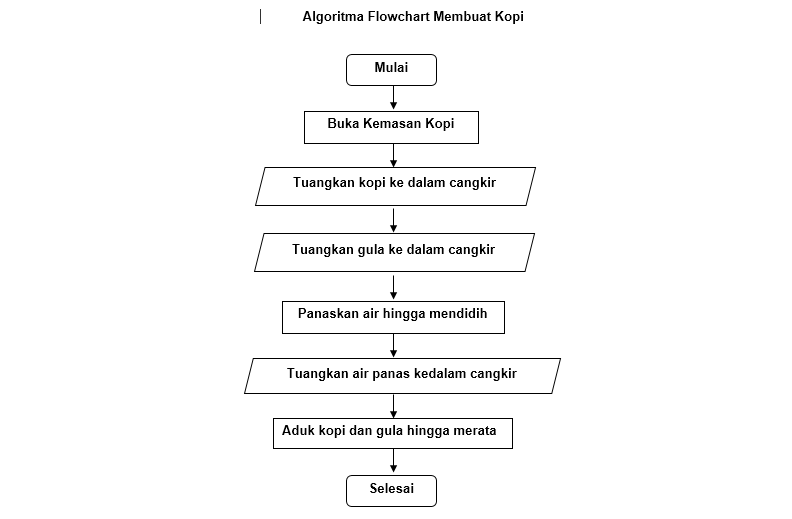 Algoritma Flowchart Membuat Kopi
Mulai
Buka Kemasan Kopi
Tuangkan kopi ke dalam cangkir
Tuangkan gula ke dalam cangkir
Panaskan air hingga mendidih
Tuangkan air panas kedalam cangkir
Aduk kopi dan gula hingga merata
Selesai